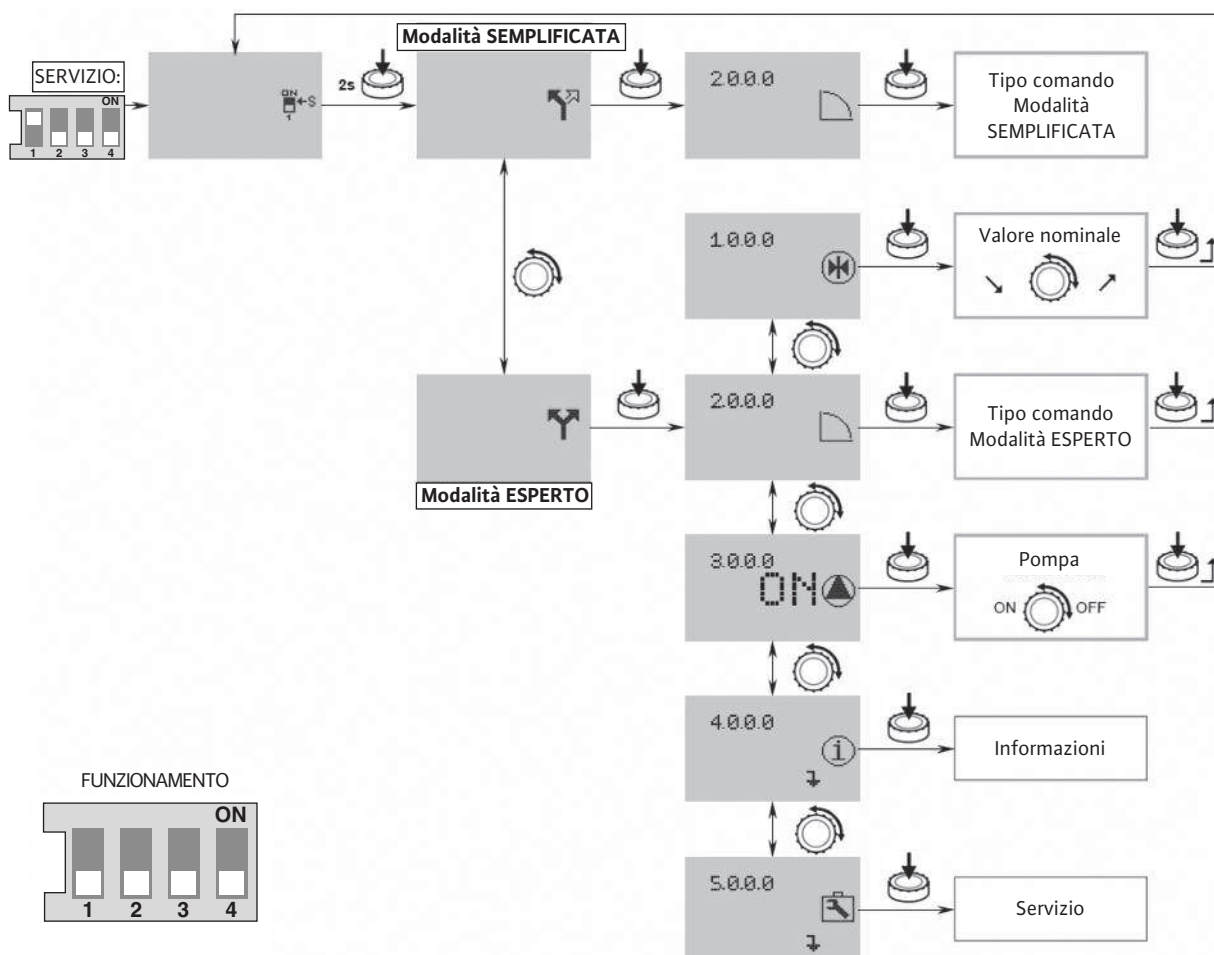 Modalità SEMPLIFICATA
SERVIZIO:
ON
1 2 3 4
ON
←S
1
2s
2.0.0.0
Tipo comando
Modalità
SEMPLIFICATA
1.0.0.0
Valore nominale
2.0.0.0
Tipo comando
Modalità ESPERTO
Modalità ESPERTO
3.0.0.0
ON
Pompa
ON OFF
4.0.0.0
i
Informazioni
FUNZIONAMENTO
ON
1 2 3 4
5.0.0.0
Servizio